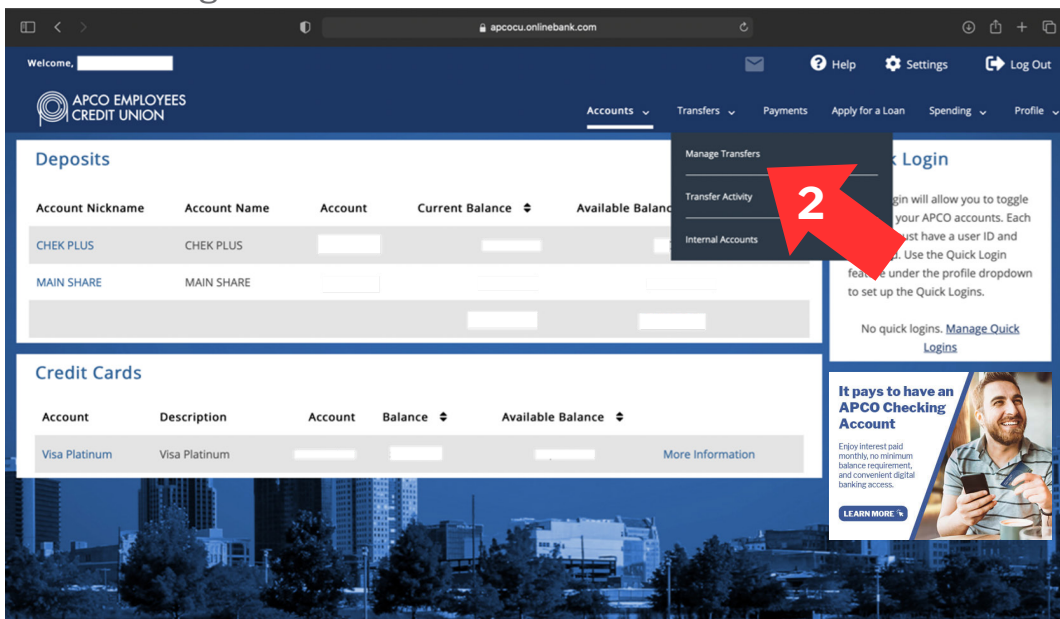 apcocu.onlinebank.com
Welcome,
Help
Settings
Log Out
APCO EMPLOYEES
CREDIT UNION
Accounts
Transfers
Payments
Apply for a Loan
Spending
Profile
Manage Transfers
Transfer Activity
Internal Accounts
2
Deposits
Account Nickname
Account Name
Account
Current Balance
Available Balanc
CHEK PLUS
CHEK PLUS
MAIN SHARE
MAIN SHARE
Login
will allow you to toggle
your APCO accounts. Each
have a user ID and
Use the Quick Login
under the profile dropdown
to set up the Quick Logins.
No quick logins. Manage Quick
Logins
Credit Cards
Account
Description
Account
Balance
Available Balance
Visa Platinum
Visa Platinum
More Information
It pays to have an
APCO Checking
Account
Enjoy interest paid
monthly, no minimum
balance requirement,
and convenient digital
banking access.
LEARN MORE